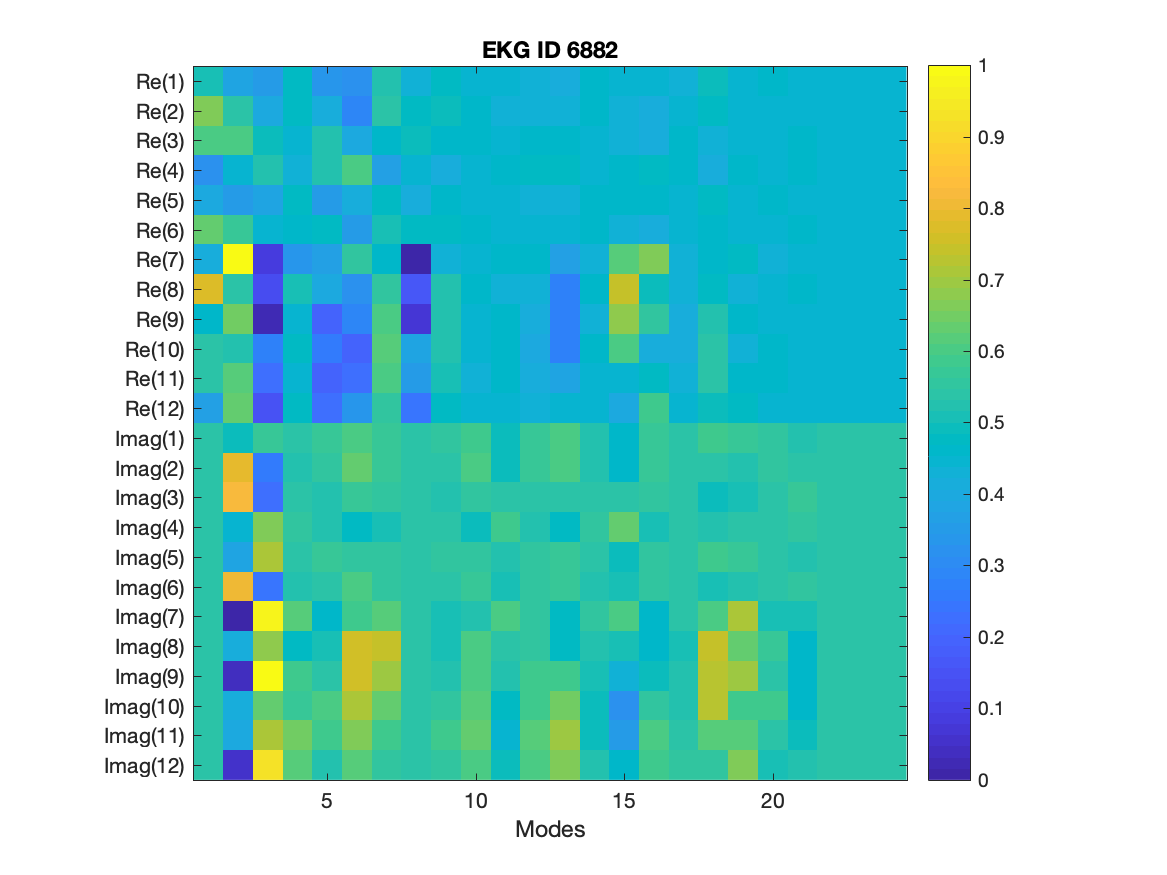 EKG ID 6882
Re(1)
Re(2)
Re(3)
Re(4)
Re(5)
Re(6)
Re(7)
Re(8)
Re(9)
Re(10)
Re(11)
Re(12)
Imag(1)
Imag(2)
Imag(3)
Imag(4)
Imag(5)
Imag(6)
Imag(7)
Imag(8)
Imag(9)
Imag(10)
Imag(11)
Imag(12)
5 10 15 20
Modes
1
0.9
0.8
0.7
0.6
0.5
0.4
0.3
0.2
0.1
0